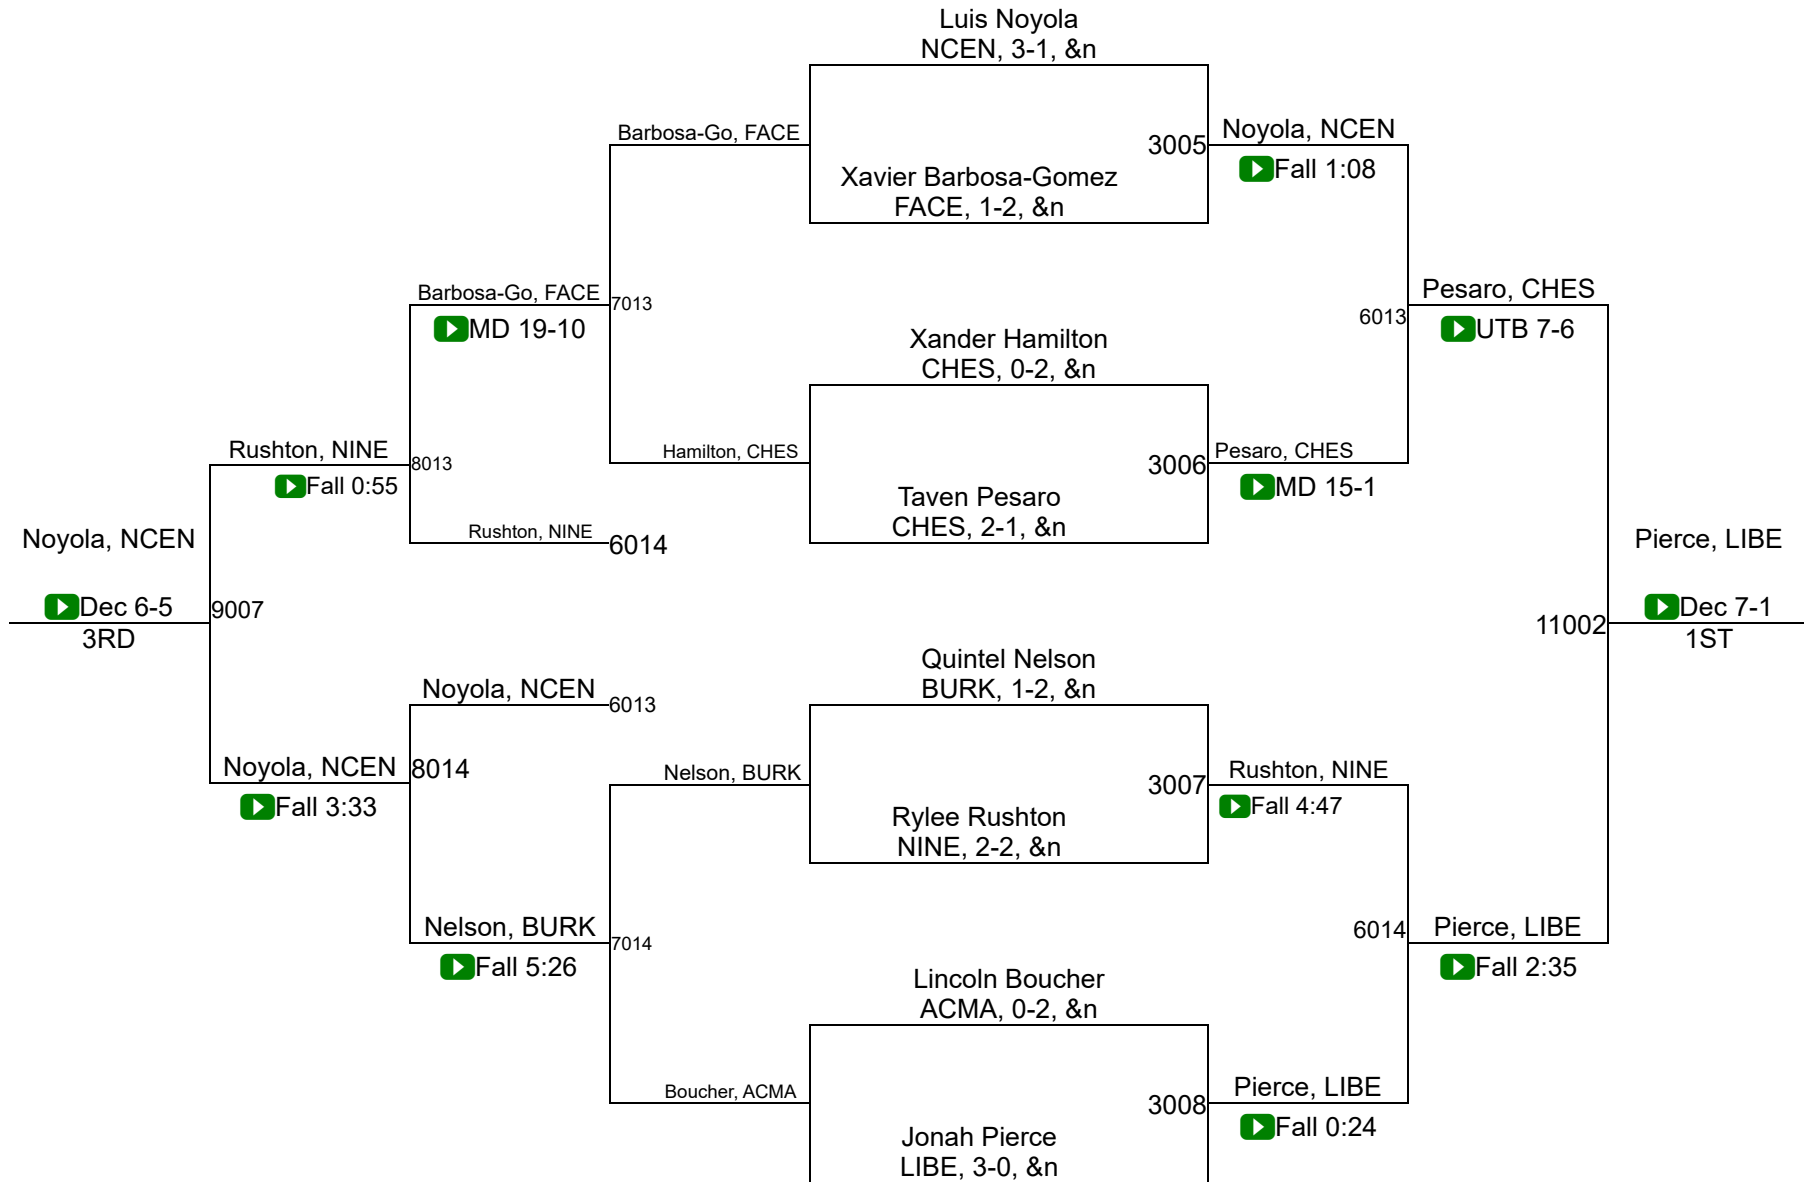 Luis Noyola
NCEN, 3-1, &n
Barbosa-Go, FACE
3005
Noyola, NCEN
Fall 1:08
Xavier Barbosa-Gomez
FACE, 1-2, &n
Barbosa-Go, FACE
7013
MD 19-10
Pesaro, CHES
6013
UTB 7-6
Xander Hamilton
CHES, 0-2, &n
Rushton, NINE
8013
Fall 0:55
Hamilton, CHES
3006
Pesaro, CHES
MD 15-1
Taven Pesaro
CHES, 2-1, &n
Rushton, NINE
6014
Noyola, NCEN
Dec 6-5
3RD
9007
Pierce, LIBE
11002
Dec 7-1
1ST
Quintel Nelson
BURK, 1-2, &n
Noyola, NCEN
6013
Noyola, NCEN
8014
Fall 3:33
Nelson, BURK
3007
Rushton, NINE
Fall 4:47
Rylee Rushton
NINE, 2-2, &n
Nelson, BURK
7014
Fall 5:26
6014
Pierce, LIBE
Fall 2:35
Lincoln Boucher
ACMA, 0-2, &n
Boucher, ACMA
3008
Pierce, LIBE
Fall 0:24
Jonah Pierce
LIBE, 3-0, &n